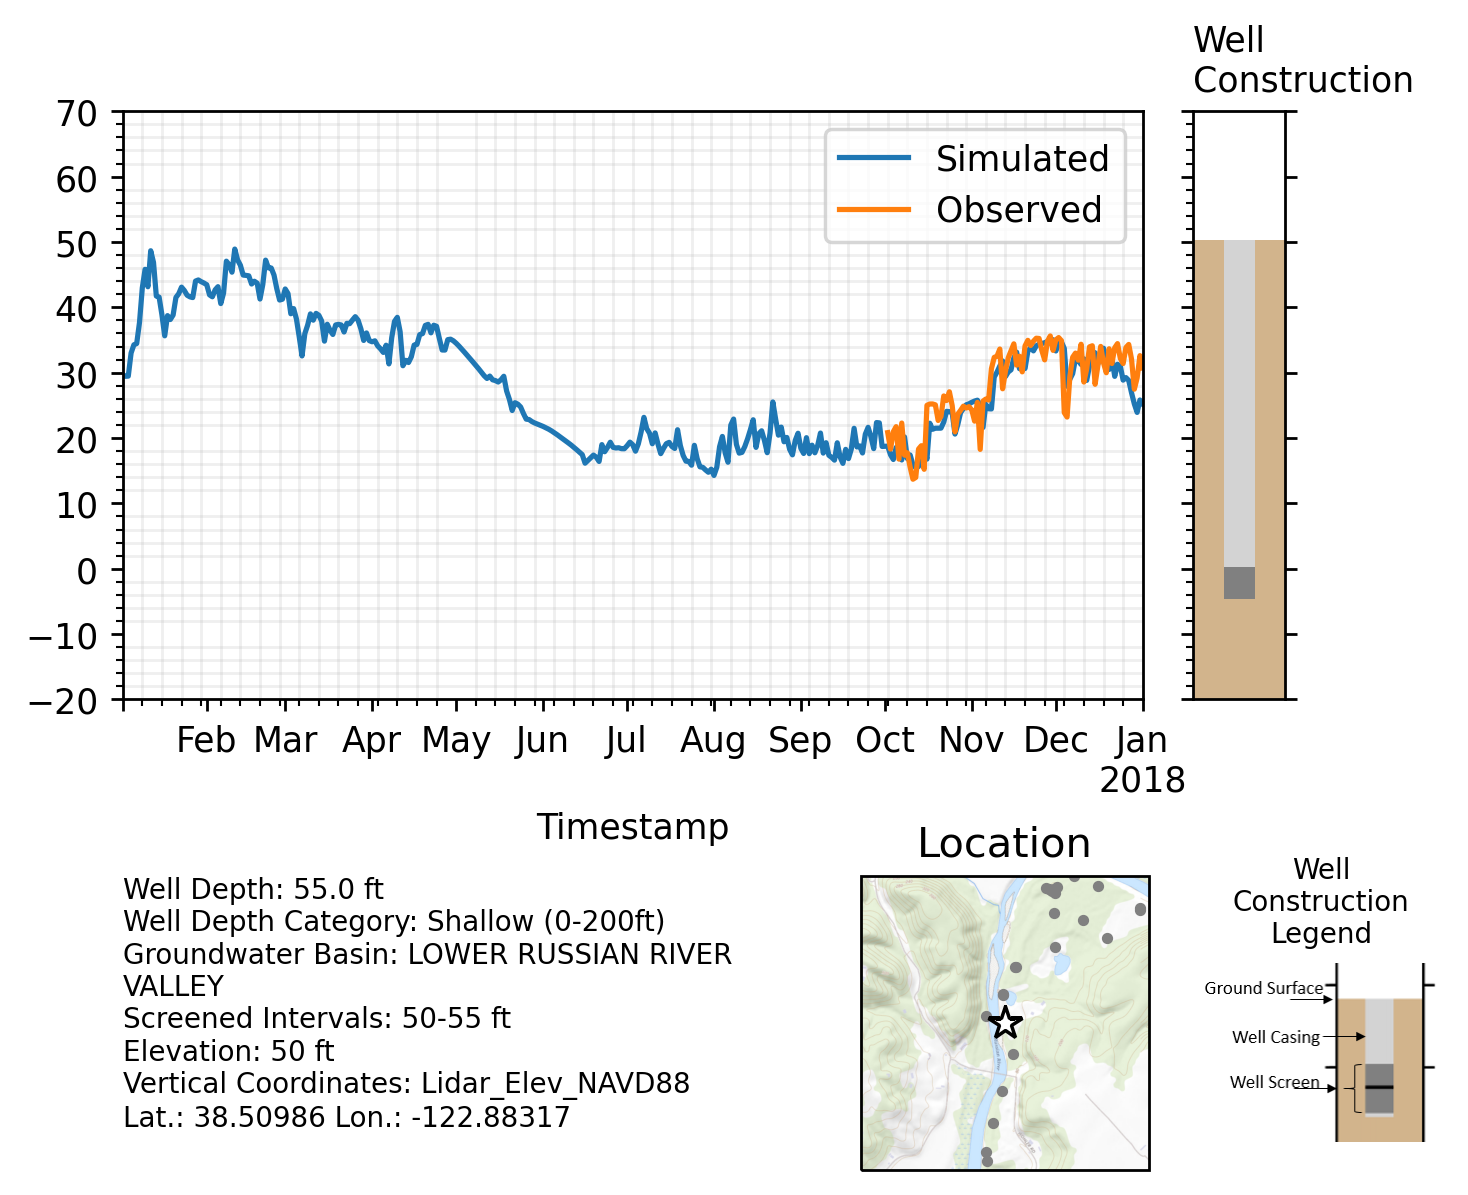 Well
Construction
70
60
50
40
30
20
10
0
−10
−20
Simulated
Observed
Feb Mar Apr May Jun Jul Aug Sep Oct Nov Dec Jan
2018
Timestamp
Well Depth: 55.0 ft
Well Depth Category: Shallow (0-200ft)
Groundwater Basin: LOWER RUSSIAN RIVER
VALLEY
Screened Intervals: 50-55 ft
Elevation: 50 ft
Vertical Coordinates: Lidar_Elev_NAVD88
Lat.: 38.50986 Lon.: -122.88317
Location
Well
Construction
Legend
Ground Surface
Well Casing
Well Screen